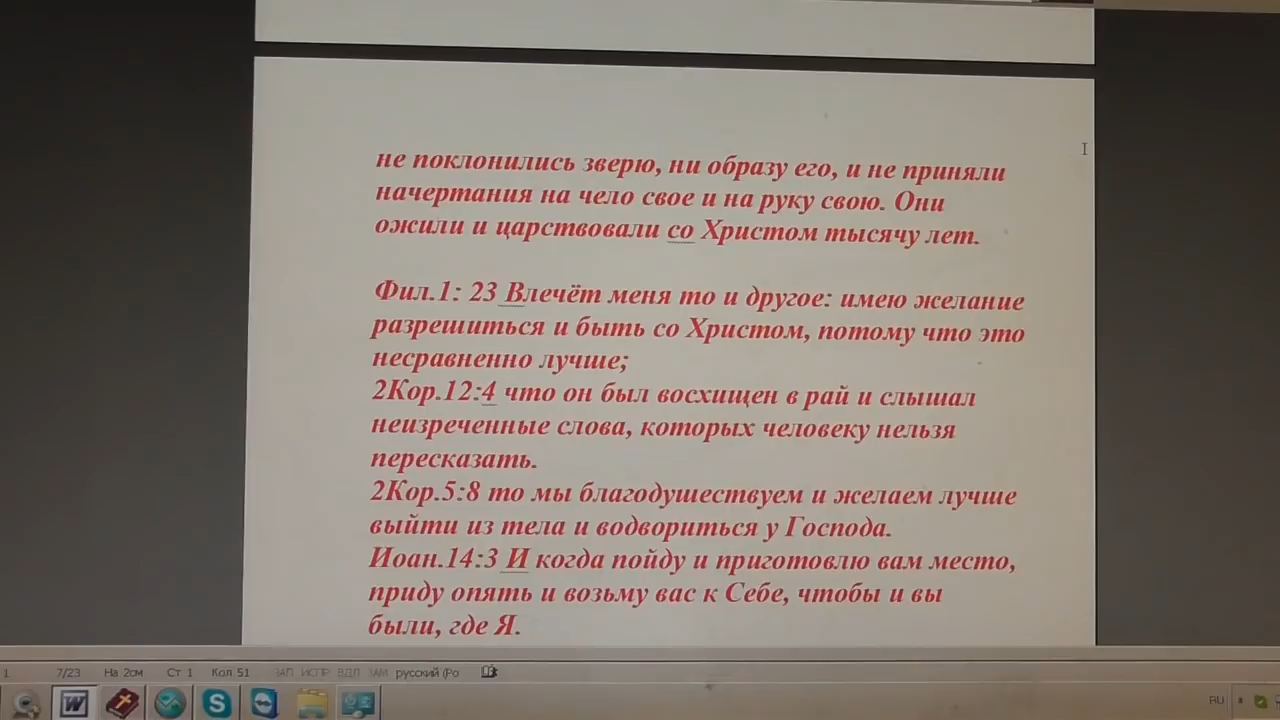 не поклонились зверю, ни образу его, и не приняли
начертания на чело свое и на руку свою. Они
ожили и царствовали со Христом тысячу лет.
Фил.1: 23 Влечёт меня то и другое: имею желание
разрешиться и быть со Христом, потому что это
несравненно лучше;
2Кор.12:4 что он был восхищен в рай и слышал
неизреченные слова, которых человеку нельзя
пересказать.
2Кор.5:8 то мы благодушествуем и желаем лучше
выйти из тела и водвориться у Господа.
Иоан.14:3 И когда пойду и приготовлю вам место,
приду опять и возьму вас к Себе, чтобы и вы
были, где Я.
1 7/23 На 2см Ст 1 Кол 51 ЗАП ИСПР ВДЛ ЗАМ русский (Ро
RU